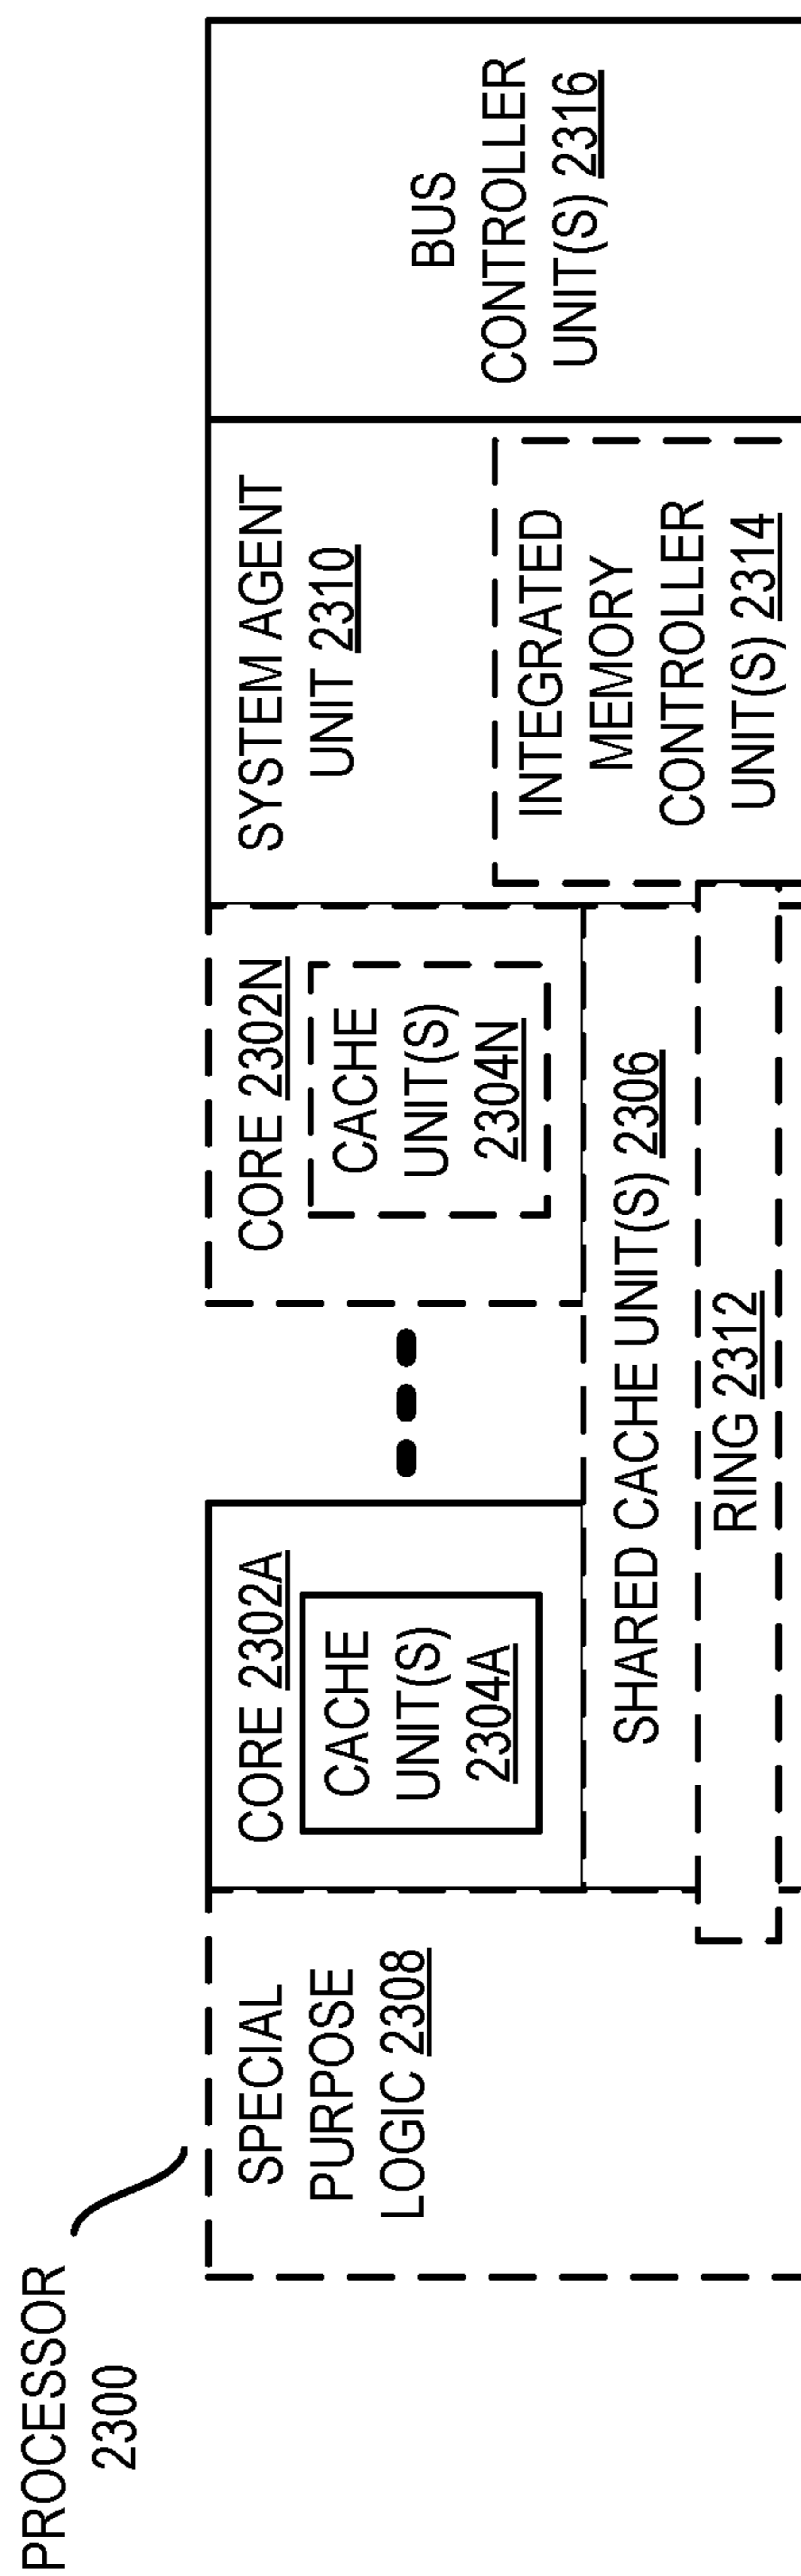 PROCESSOR
2300
SPECIAL
PURPOSE
LOGIC 2308
CORE 2302A
CACHE
UNIT(S)
2304A
CORE 2302N
CACHE
UNIT(S)
2304N
SHARED CACHE UNIT(S) 2306
RING 2312
SYSTEM AGENT
UNIT 2310
INTEGRATED
MEMORY
CONTROLLER
UNIT(S) 2314
BUS
CONTROLLER
UNIT(S) 2316